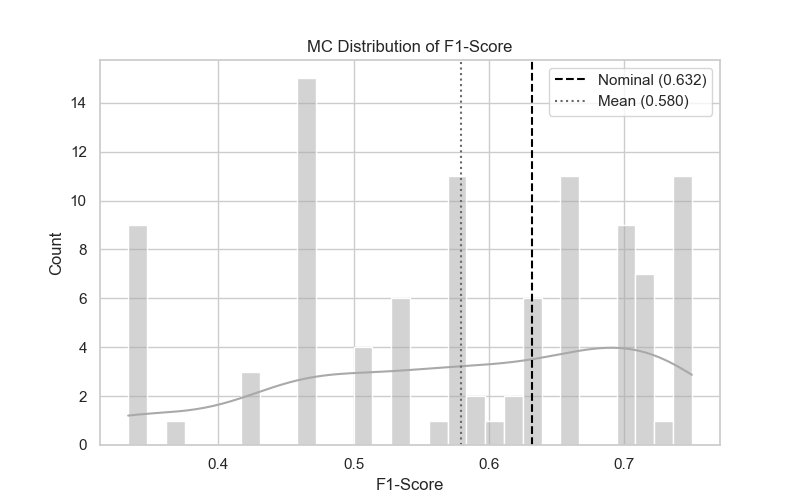 MC Distribution of F1-Score
Nominal (0.632)
Mean (0.580)
14
12
10
8
6
4
2
0
Count
0.4
0.5
0.6
0.7
F1-Score